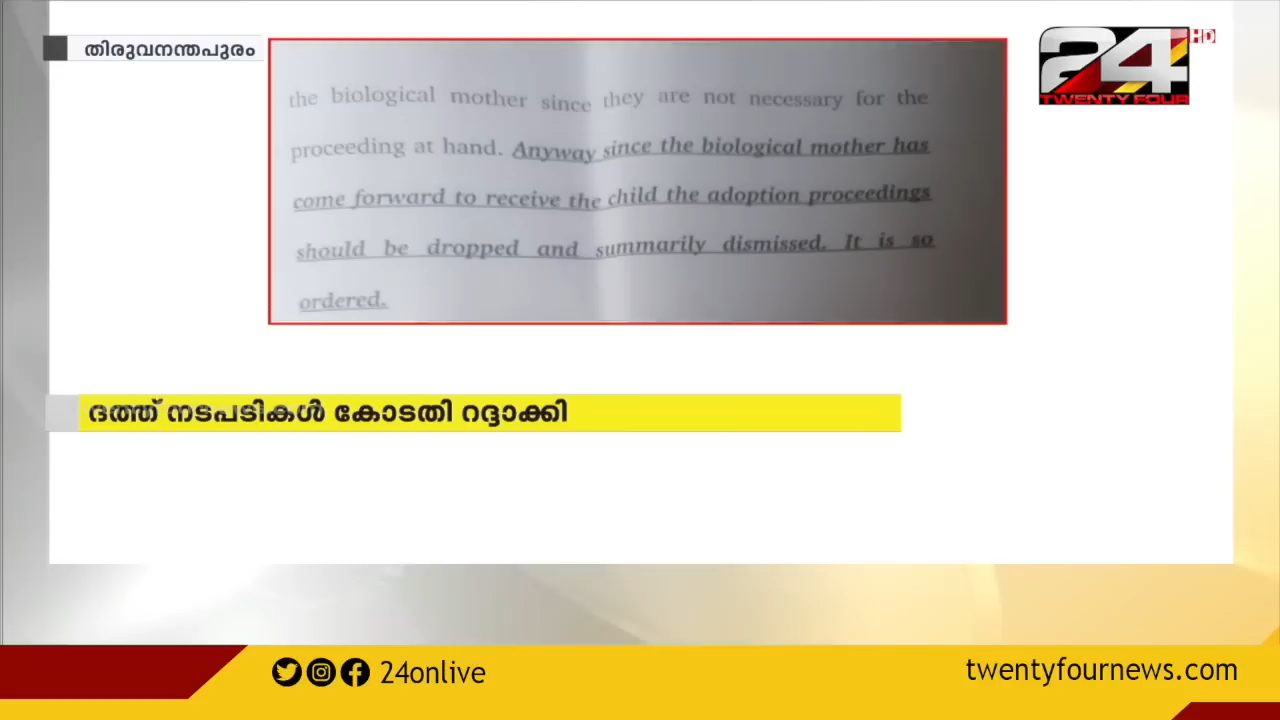 തിരുവനന്തപുരം
24 HD
TWENTY FOUR
the biological mother since they are not necessary for the
proceeding at hand. Anyway since the biological mother has
come forward to receive the child the adoption proceedings
should be dropped and summarily dismissed. It is so
ordered.
ദത്ത് നടപടികൾ കോടതി റദ്ദാക്കി
24onlive
twentyfournews.com